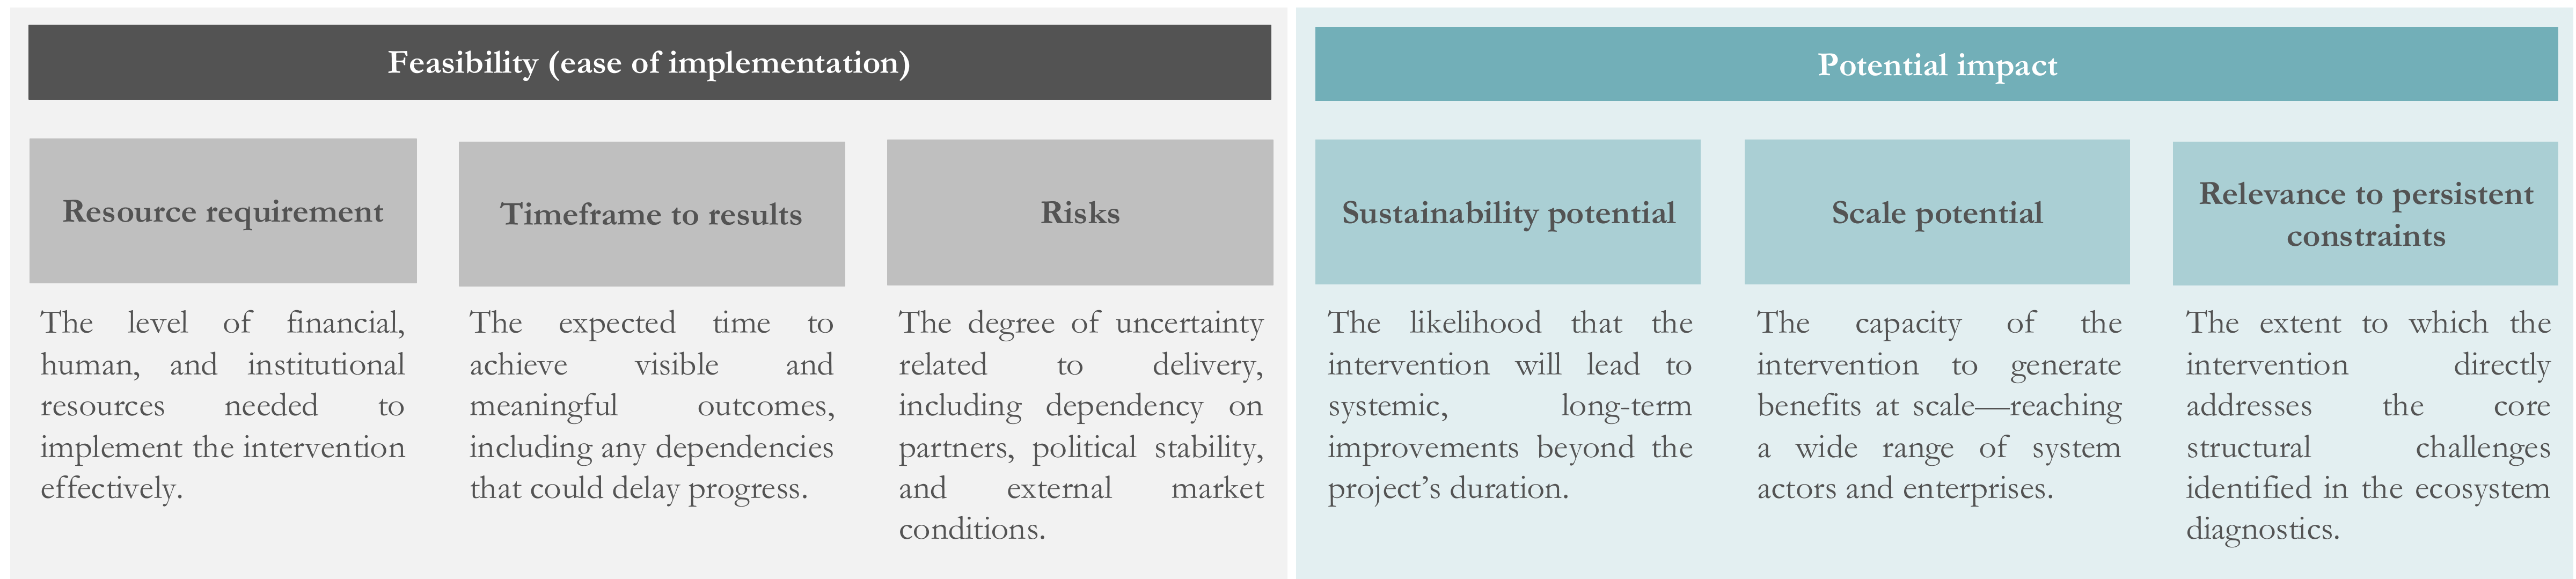 Feasibility (ease of implementation)
Resource requirement
The level of financial,
human, and institutional
resources needed to
implement the intervention
effectively.
Timeframe to results
The expected time to
achieve visible and
meaningful outcomes,
including any dependencies
that could delay progress.
Risks
The degree of uncertainty
related to delivery,
including dependency on
partners, political stability,
and external market
conditions.
Potential impact
Sustainability potential
The likelihood that the
intervention will lead to
systemic, long-term
improvements beyond the
project’s duration.
Scale potential
The capacity of the
intervention to generate
benefits at scale—reaching
a wide range of system
actors and enterprises.
Relevance to persistent
constraints
The extent to which the
intervention directly
addresses the core
structural challenges
identified in the ecosystem
diagnostics.